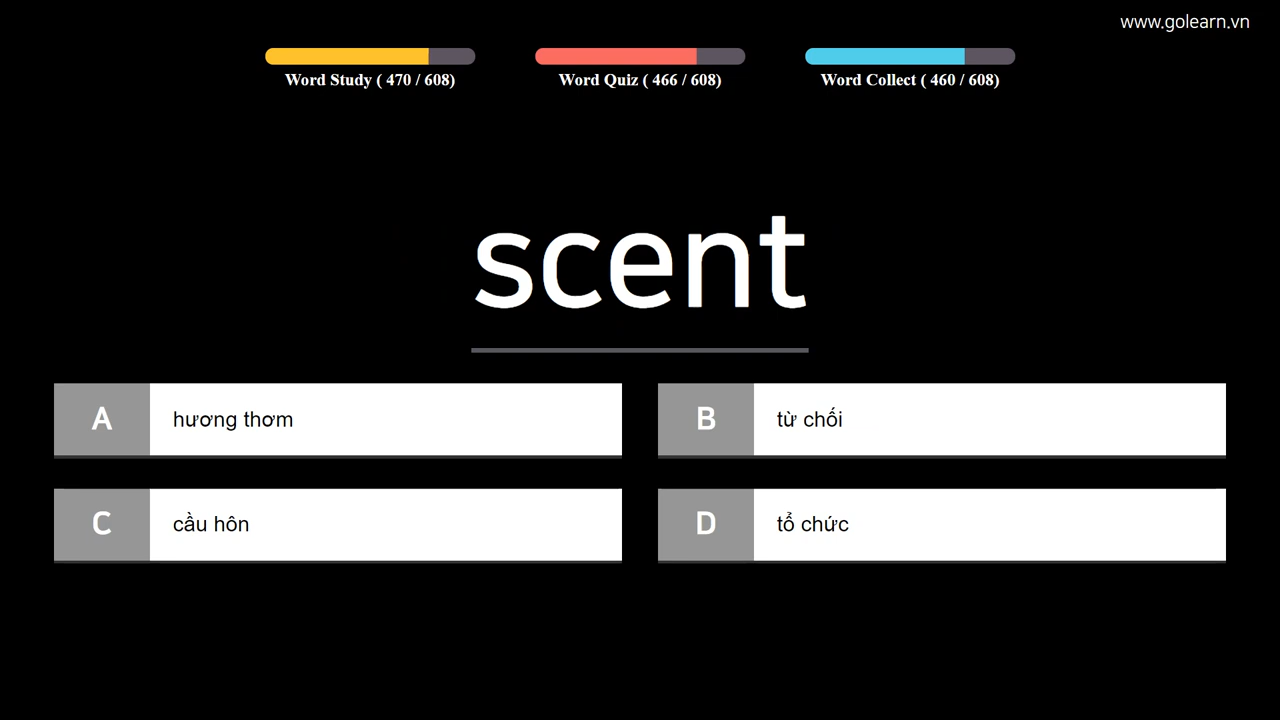 www.golearn.vn
Word Study ( 470 / 608)
Word Quiz ( 466 / 608)
Word Collect ( 460 / 608)
scent
A hương thơm
B từ chối
C cầu hôn
D tổ chức